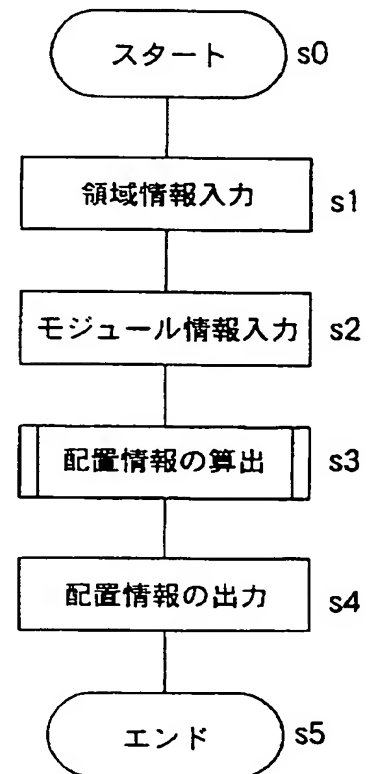 スタート s0
領域情報入力 s1
モジュール情報入力 s2
配置情報の算出 s3
配置情報の出力 s4
エンド s5